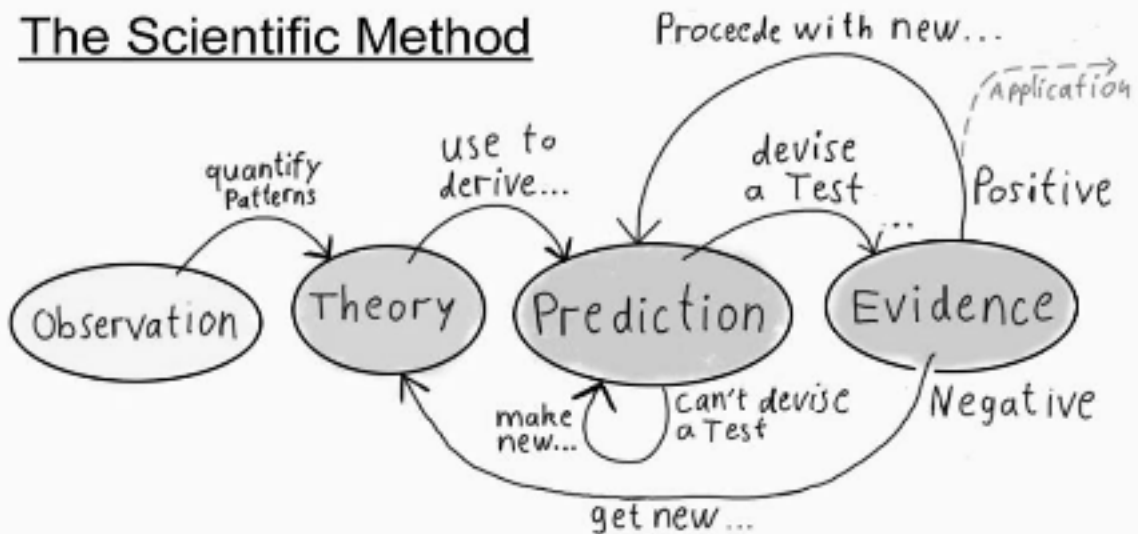 The Scientific Method
Proceede with new...
Application
quantify
Patterns
use to
derive...
devise
a Test
...
Positive
Observation
Theory
Prediction
Evidence
make
new...
can't devise
a Test
Negative
get new...